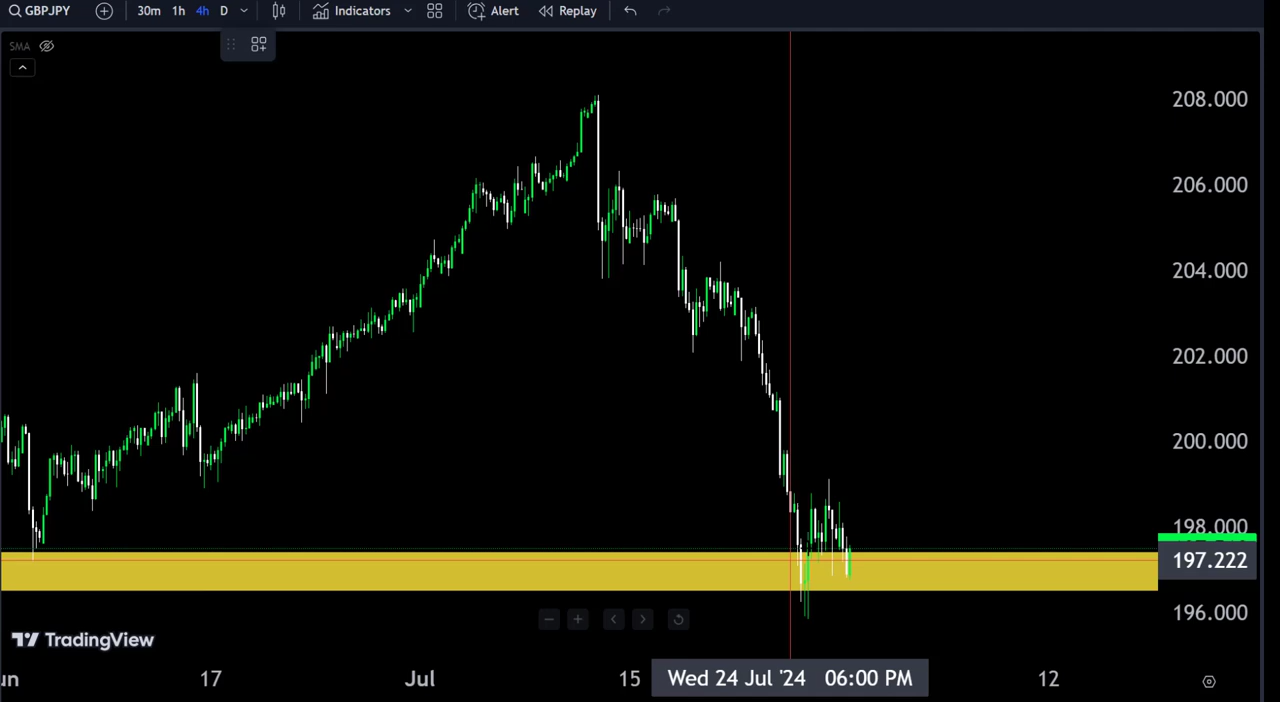 GBPJPY 30m 1h 4h D Indicators Alert Replay
SMA
208.000
206.000
204.000
202.000
200.000
198.000
197.222
196.000
TradingView
un 17 Jul 15 Wed 24 Jul '24 06:00 PM 12